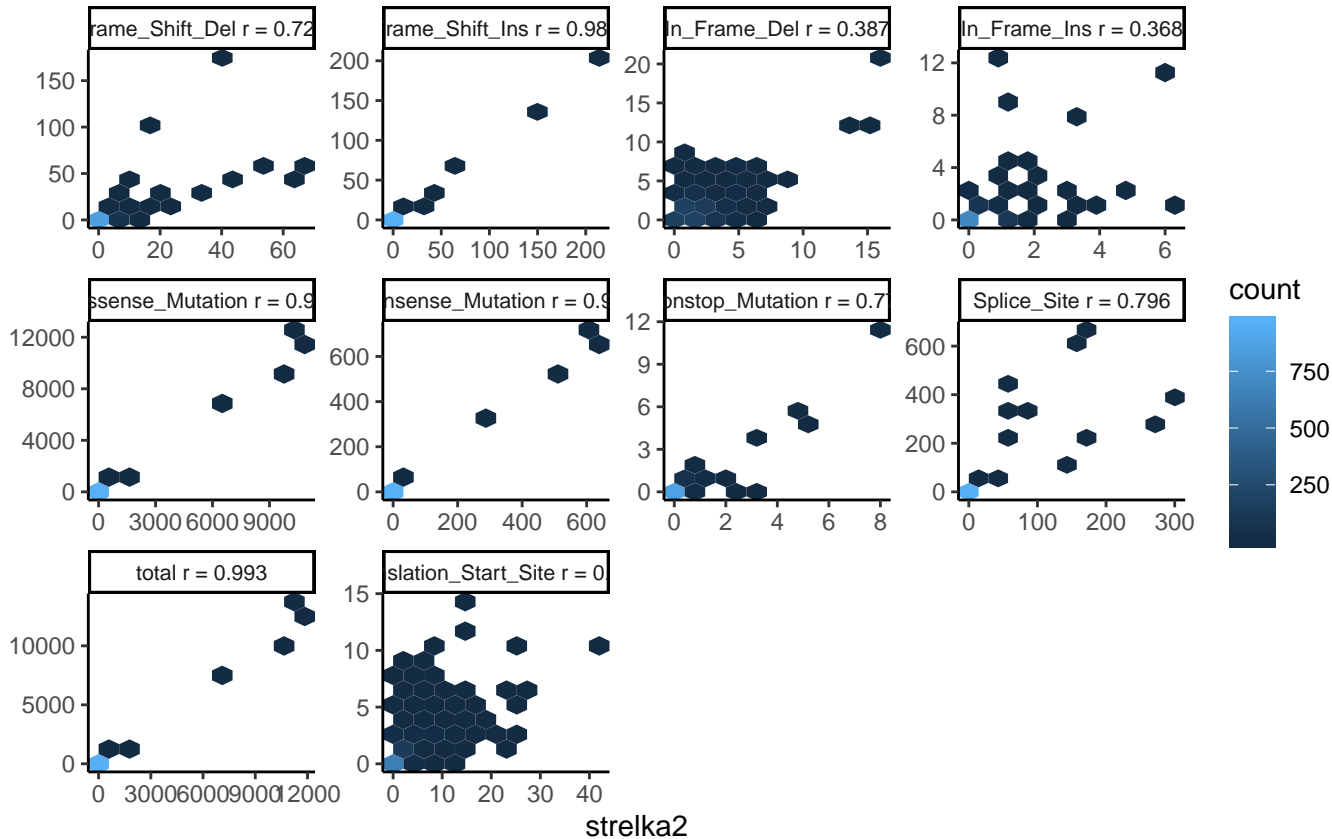 rame_Shift_Del r = 0.72
rame_Shift_Ins r = 0.98
In_Frame_Del r = 0.387
In_Frame_Ins r = 0.368
150
100
50
0
0 20 40 60
200
150
100
50
0
0 50 100 150 200
20
15
10
5
0
0 5 10 15
12
8
4
0
0 2 4 6
ssense_Mutation r = 0.9
nsense_Mutation r = 0.9
onstop_Mutation r = 0.7
Splice_Site r = 0.796
12000
8000
4000
0
0 3000 6000 9000
600
400
200
0
0 200 400 600
12
9
6
3
0
0 2 4 6 8
600
400
200
0
0 100 200 300
total r = 0.993
slation_Start_Site r = 0.
10000
5000
0
0 3000 6000 9000 12000
15
10
5
0
0 20 40
strelka2
count
750
500
250